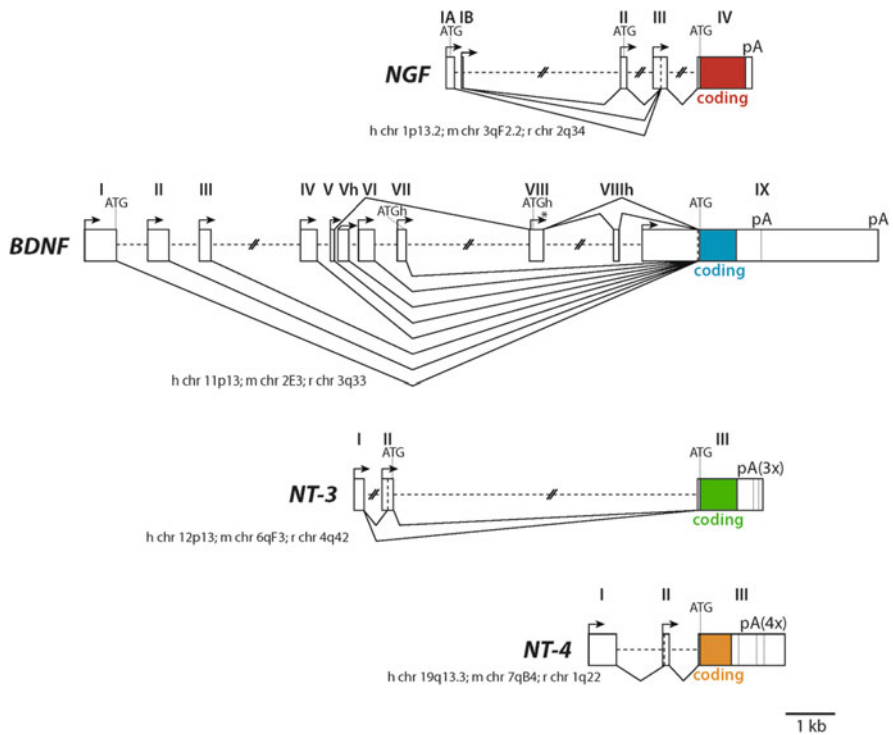 IA IB II III IV
ATG ATG ATG pA
NGF
coding
h chr 1p13.2; m chr 3qF2.2; r chr 2q34
I II III IV V Vh VI VII VIII VIIIh IX
ATG ATGh ATGh ATG pA pA
*
BDNF
coding
h chr 11p13; m chr 2E3; r chr 3q33
I II III
ATG ATG pA(3x)
NT-3
coding
h chr 12p13; m chr 6qF3; r chr 4q42
I II III
ATG pA(4x)
NT-4
coding
h chr 19q13.3; m chr 7qB4; r chr 1q22
1 kb